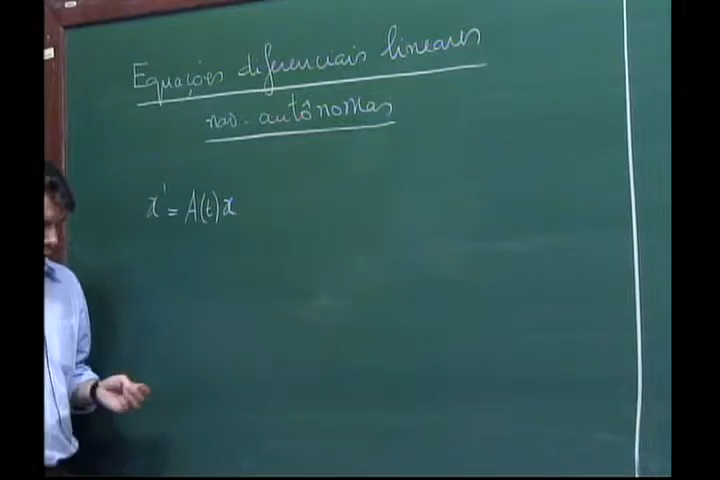 Equações diferenciais lineares
não-autônomas
x' = A(t)x